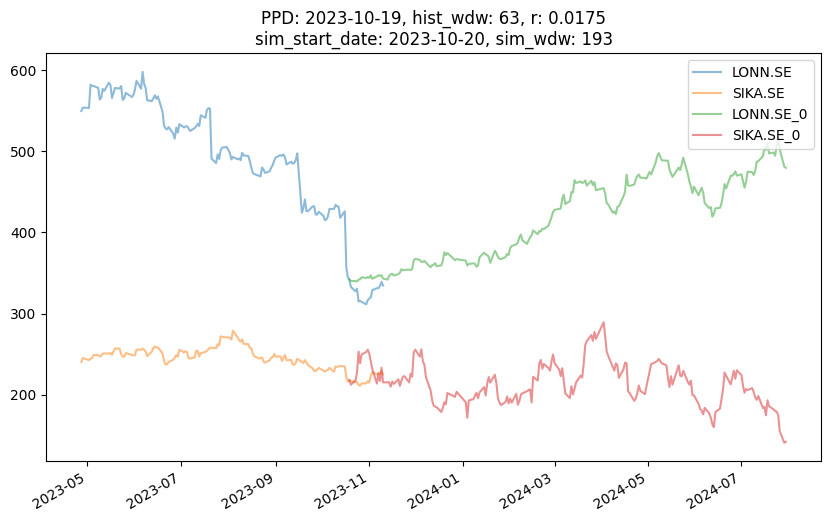 PPD: 2023-10-19, hist_wdw: 63, r: 0.0175
sim_start_date: 2023-10-20, sim_wdw: 193
LONN.SE
SIKA.SE
LONN.SE_0
SIKA.SE_0
600
500
400
300
200
2023-05
2023-07
2023-09
2023-11
2024-01
2024-03
2024-05
2024-07